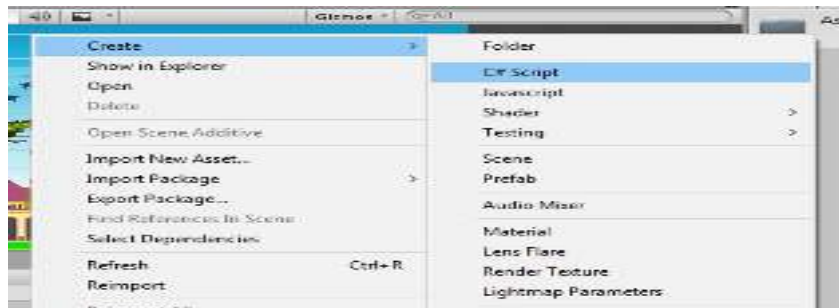 Gizmos
All
As
Create
Show in Explorer
Open
Delete
Open Scene Additive
Import New Asset...
Import Package
Export Package...
Find References In Scene
Select Dependencies
Refresh Ctrl+R
Reimport
Folder
C# Script
Javascript
Shader
Testing
Scene
Prefab
Audio Mixer
Material
Lens Flare
Render Texture
Lightmap Parameters